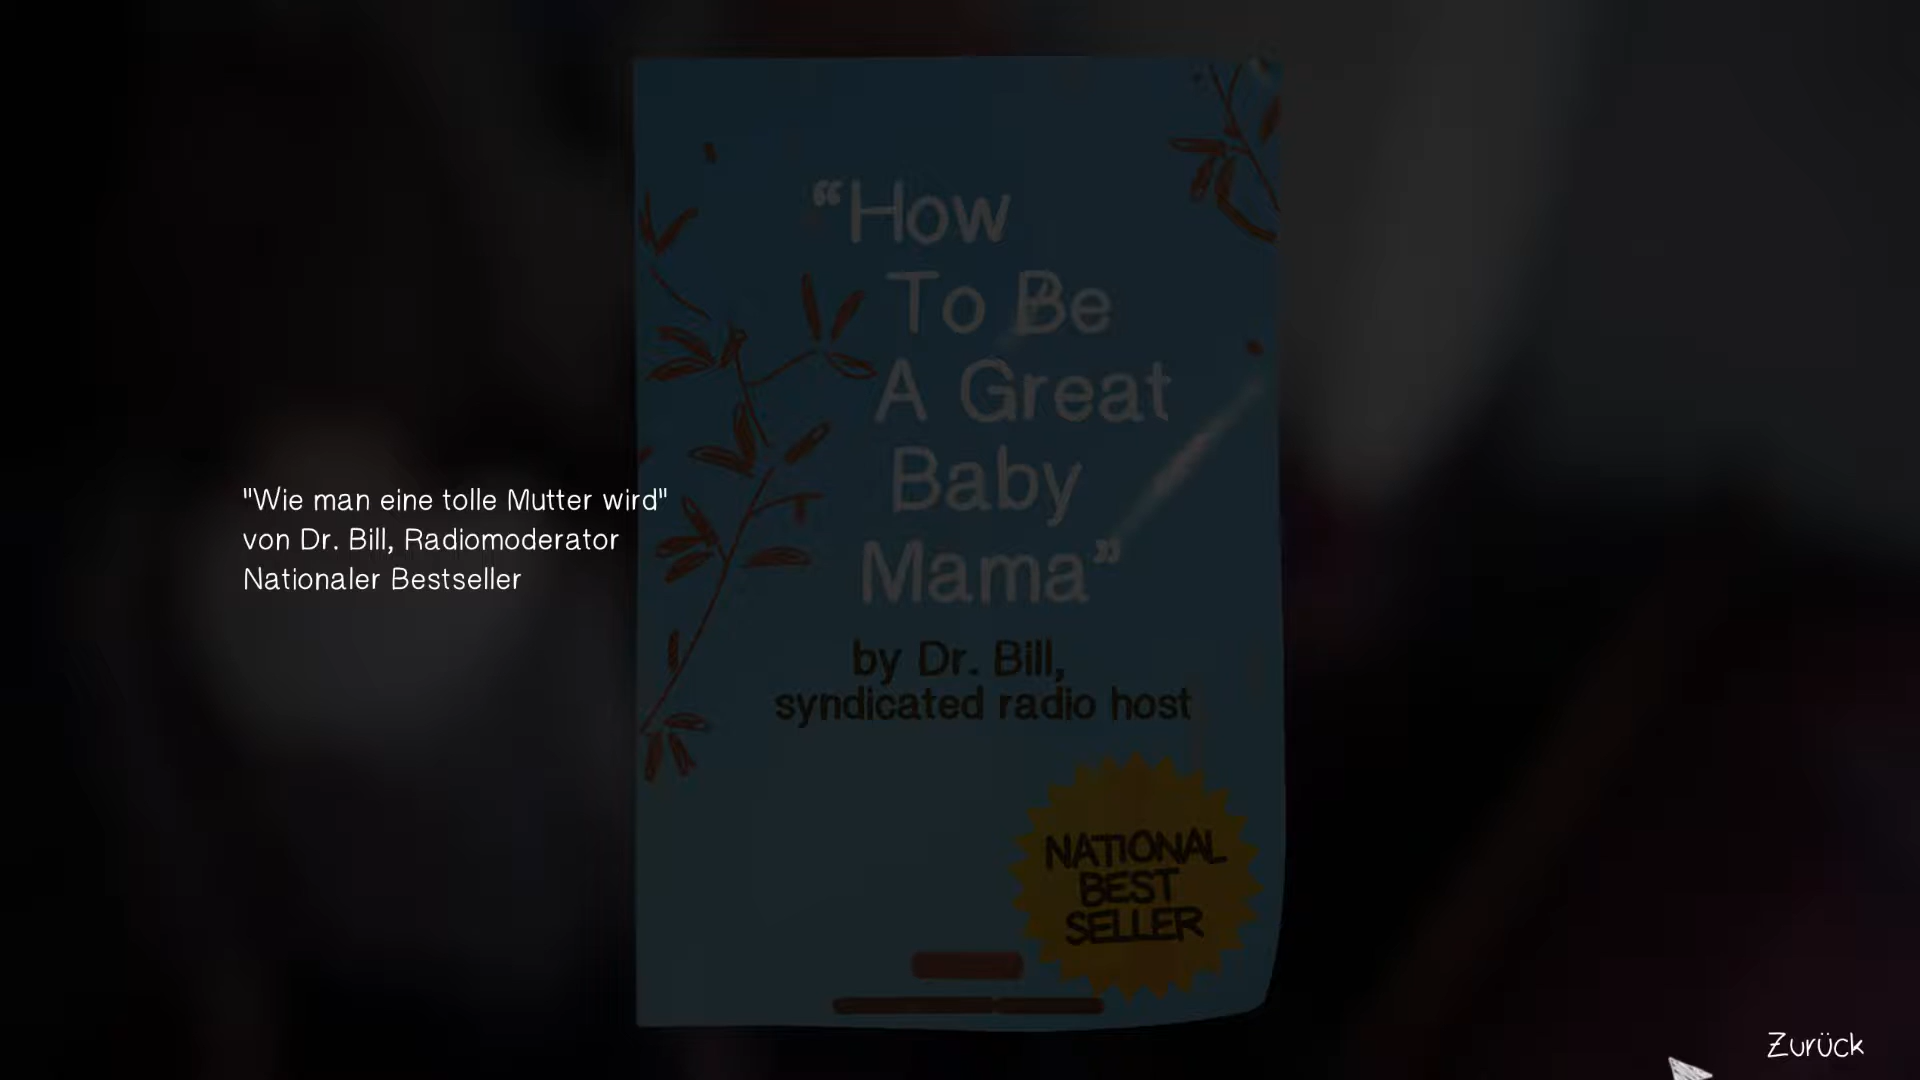 “How
To Be
A Great
Baby
Mama”
by Dr. Bill,
syndicated radio host
NATIONAL
BEST
SELLER
"Wie man eine tolle Mutter wird"
von Dr. Bill, Radiomoderator
Nationaler Bestseller
Zurück